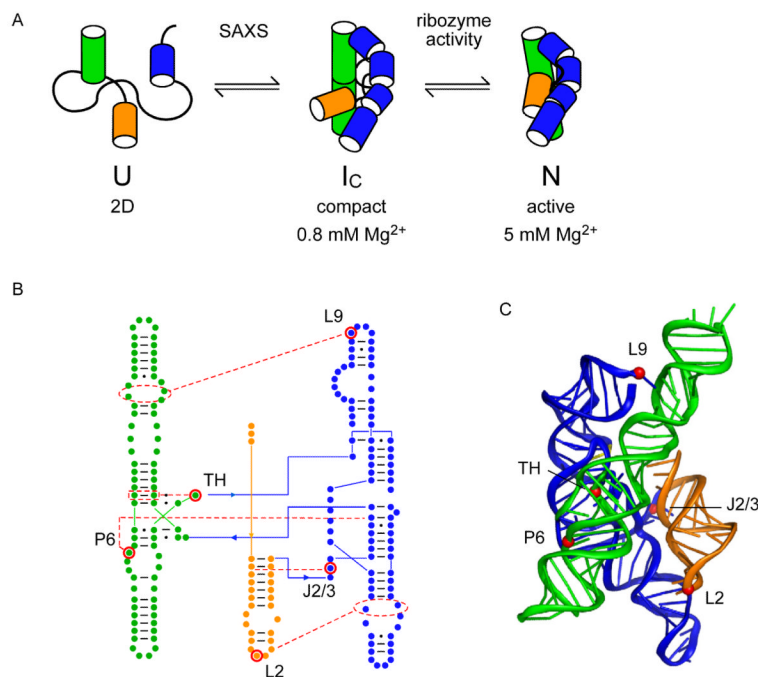 A
SAXS
ribozyme
activity
U
2D
IC
compact
0.8 mM Mg2+
N
active
5 mM Mg2+
B
L9
TH
P6
J2/3
L2
C
L9
TH
J2/3
P6
L2